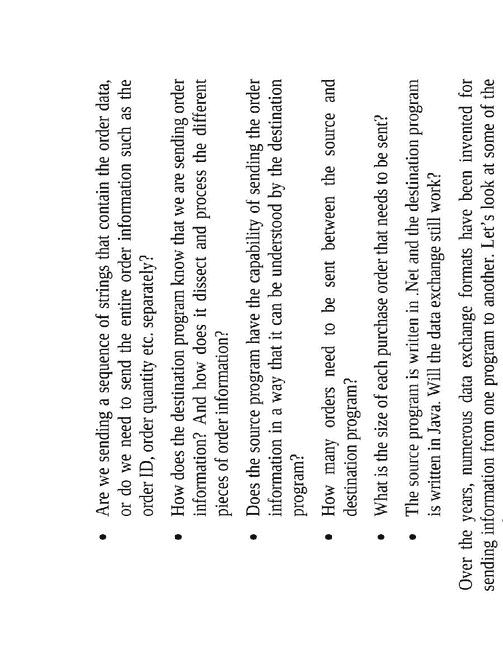 • Are we sending a sequence of strings that contain the order data,
or do we need to send the entire order information such as the
order ID, order quantity etc. separately?
• How does the destination program know that we are sending order
information? And how does it dissect and process the different
pieces of order information?
• Does the source program have the capability of sending the order
information in a way that it can be understood by the destination
program?
• How many orders need to be sent between the source and
destination program?
• What is the size of each purchase order that needs to be sent?
• The source program is written in .Net and the destination program
is written in Java. Will the data exchange still work?
Over the years, numerous data exchange formats have been invented for
sending information from one program to another. Let's look at some of the